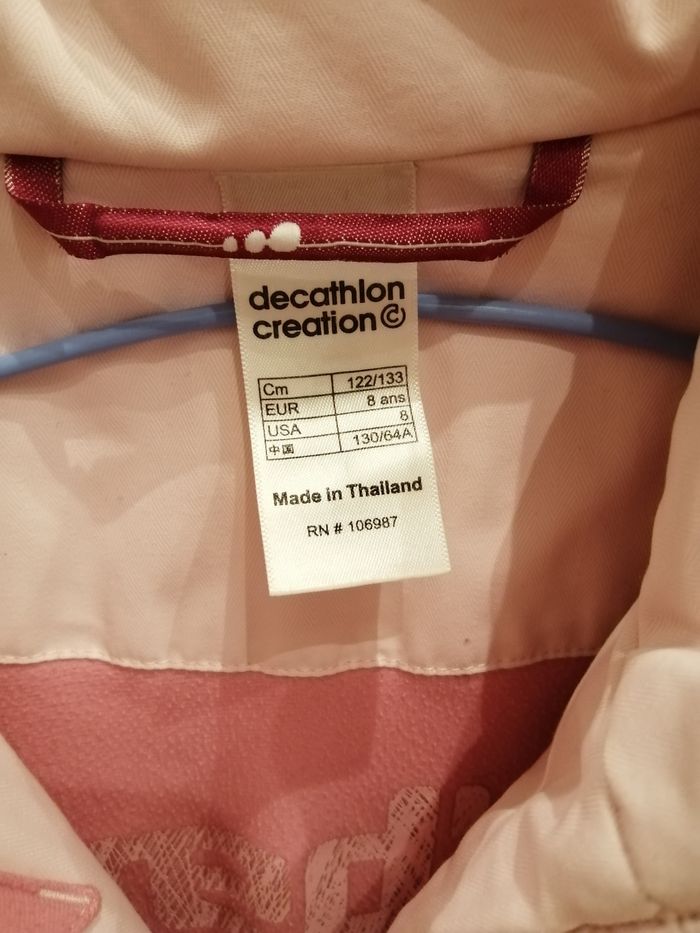 decathlon
creation ©
Cm 122/133
EUR 8 ans
USA 8
中国 130/64A
Made in Thailand
RN # 106987